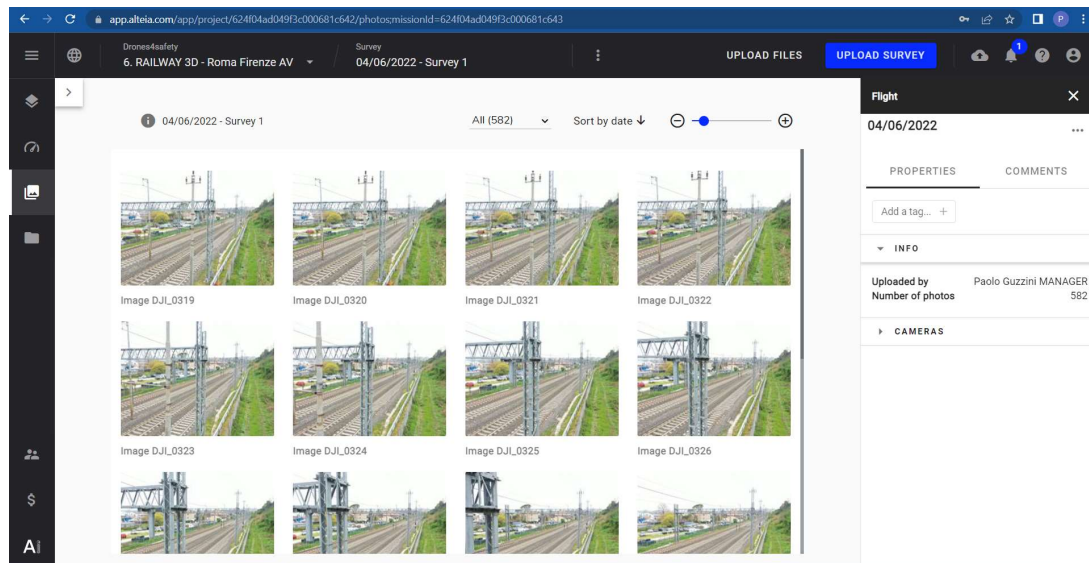 app.alteia.com/app/project/624f04ad049f3c000681c642/photos;missionId=624f04ad049f3c000681c643
P
Drones4safety
6. RAILWAY 3D - Roma Firenze AV
Survey
04/06/2022 - Survey 1
UPLOAD FILES
UPLOAD SURVEY
1
Flight
04/06/2022 - Survey 1
All (582)
Sort by date ↓
04/06/2022
PROPERTIES
COMMENTS
Add a tag... +
INFO
Uploaded by Paolo Guzzini MANAGER
Number of photos 582
CAMERAS
Image DJI_0319
Image DJI_0320
Image DJI_0321
Image DJI_0322
Image DJI_0323
Image DJI_0324
Image DJI_0325
Image DJI_0326
$
A